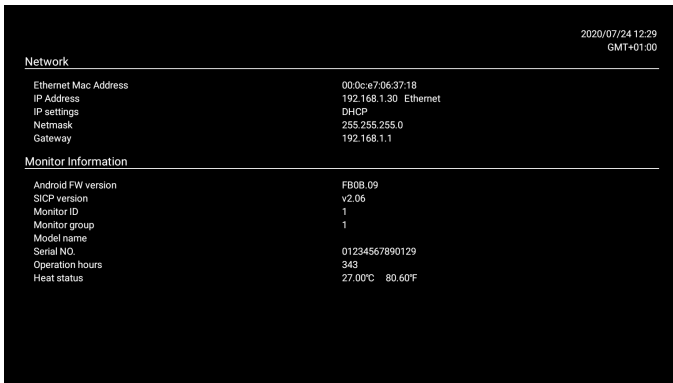 2020/07/24 12:29
GMT+01:00
Network
Ethernet Mac Address 00:0c:e7:06:37:18
IP Address 192.168.1.30 Ethernet
IP settings DHCP
Netmask 255.255.255.0
Gateway 192.168.1.1
Monitor Information
Android FW version FB0B.09
SICP version v2.06
Monitor ID 1
Monitor group 1
Model name
Serial NO. 01234567890129
Operation hours 343
Heat status 27.00℃ 80.60℉